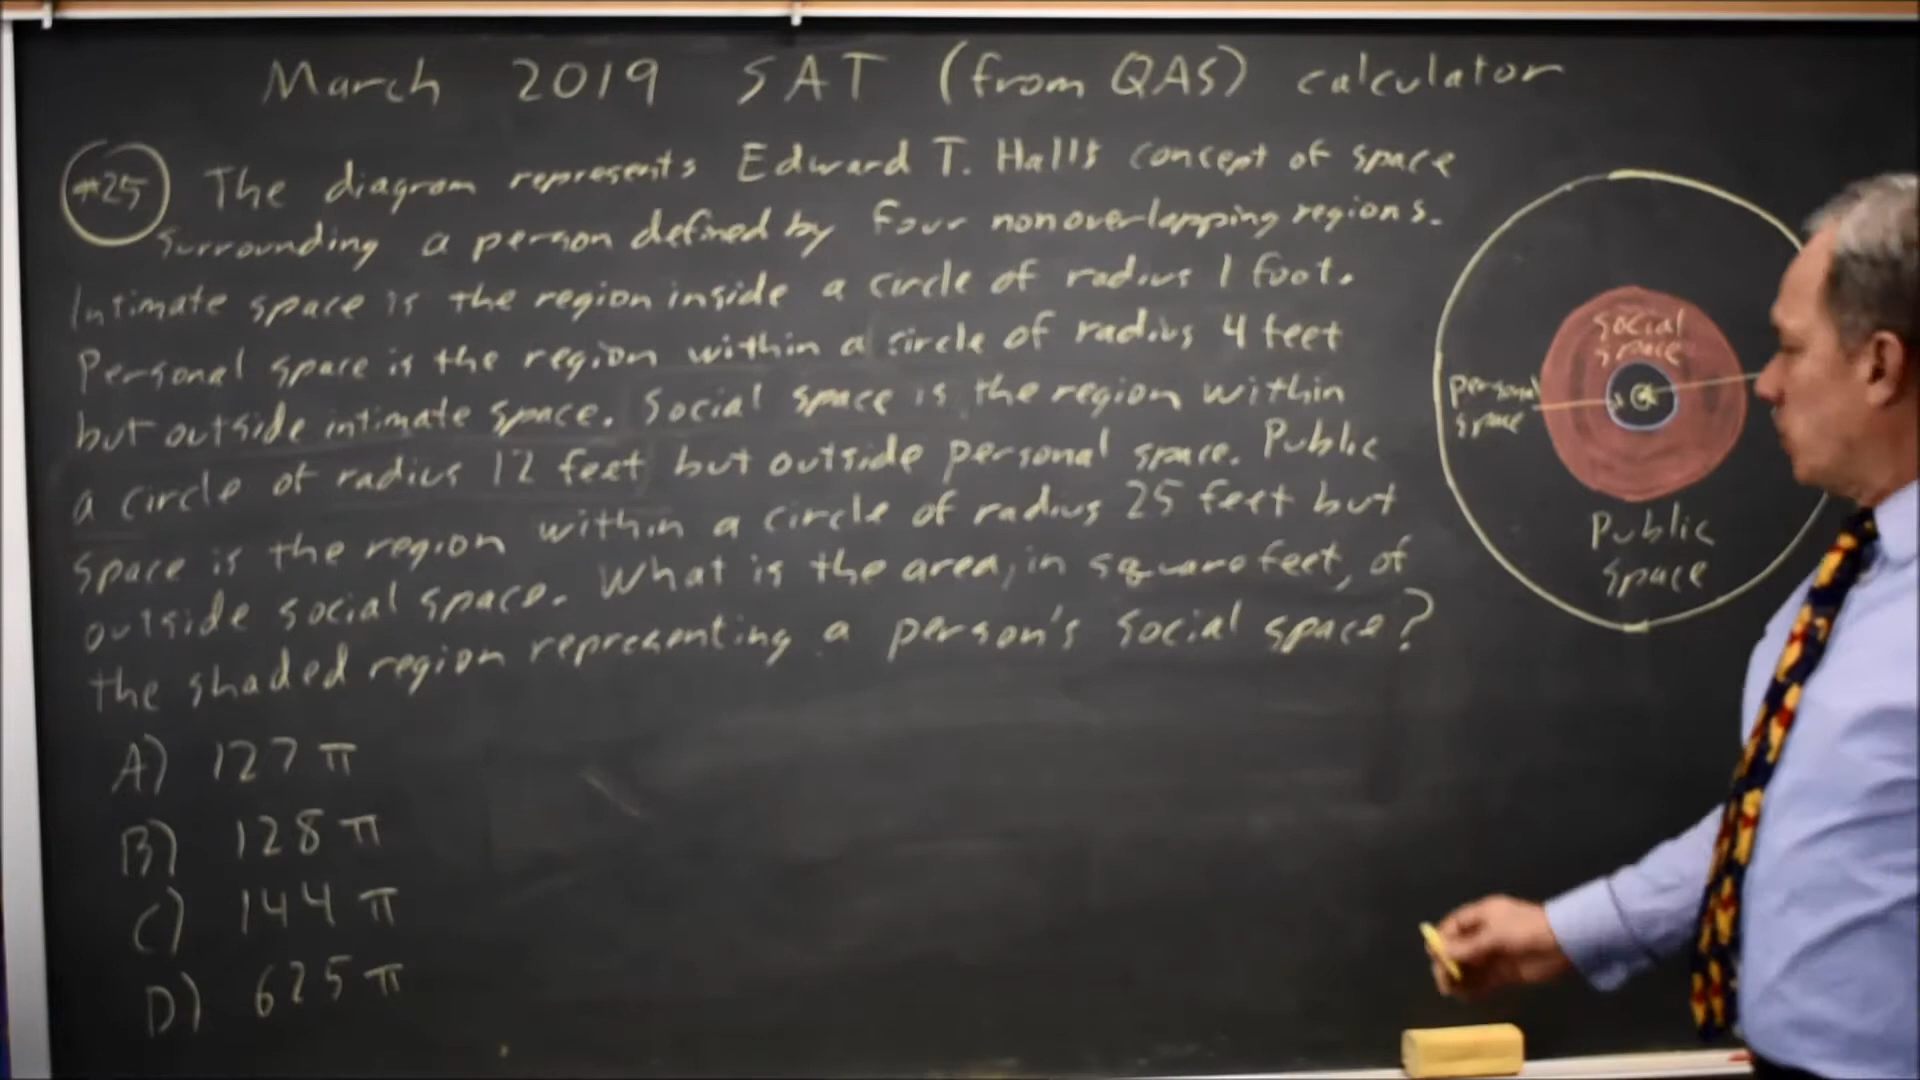 March 2019 SAT (from QAS) calculator
#25 The diagram represents Edward T. Hall's concept of space
surrounding a person defined by four nonoverlapping regions.
Intimate space is the region inside a circle of radius 1 foot.
Personal space is the region within a circle of radius 4 feet
but outside intimate space. Social space is the region within
a circle of radius 12 feet but outside personal space. Public
space is the region within a circle of radius 25 feet but
outside social space. What is the area, in square feet, of
the shaded region representing a person's social space?
A) 127 π
B) 128 π
C) 144 π
D) 625 π
social
space
personal
space
Public
space